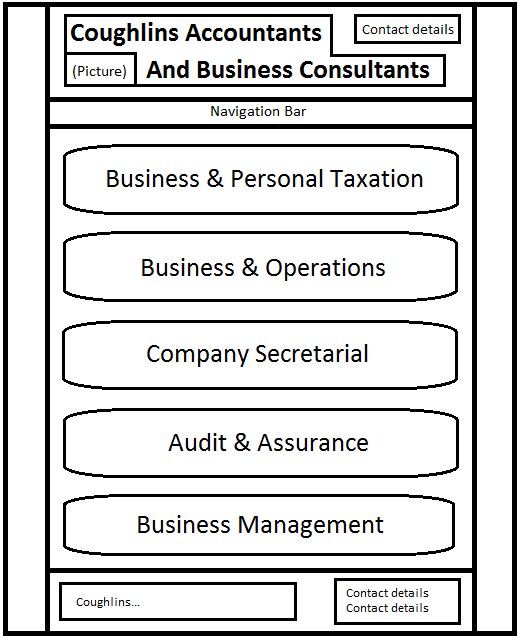 Coughlins Accountants
Contact details
(Picture)
And Business Consultants
Navigation Bar
Business & Personal Taxation
Business & Operations
Company Secretarial
Audit & Assurance
Business Management
Coughlins...
Contact details
Contact details